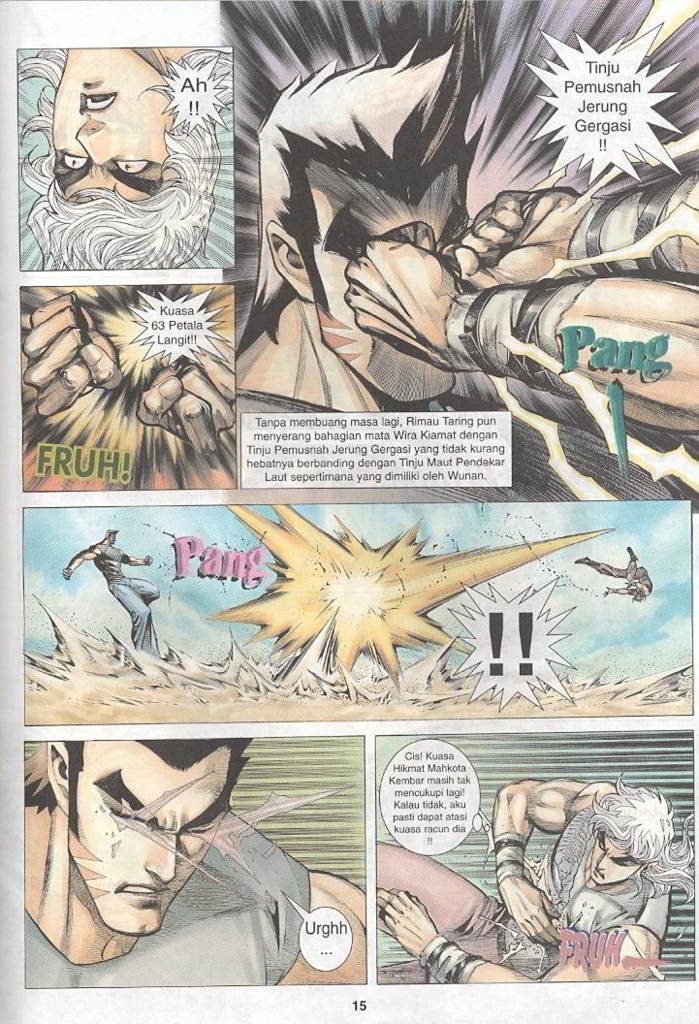 Ah
!!
Tinju
Pemusnah
Jerung
Gergasi
!!
Kuasa
63 Petala
Langit!!
FRUH!
Pang
!
Tanpa membuang masa lagi, Rimau Taring pun
menyerang bahagian mata Wira Kiamat dengan
Tinju Pemusnah Jerung Gergasi yang tidak kurang
hebatnya berbanding dengan Tinju Maut Pendekar
Laut sepertimana yang dimiliki oleh Wunan.
Pang
!!
Urghh
...
Cis! Kuasa
Hikmat Mahkota
Kembar masih tak
mencukupi lagi!
Kalau tidak, aku
pasti dapat atasi
kuasa racun dia
!!
FRUH...
15